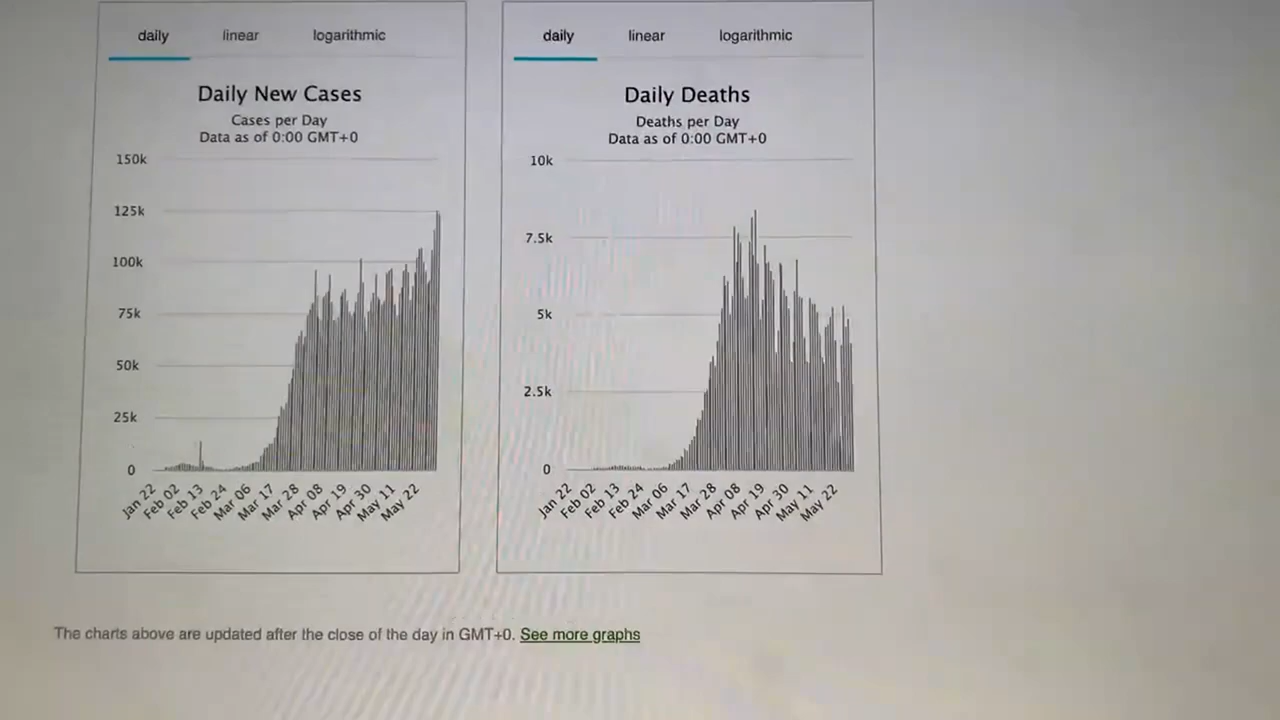 daily linear logarithmic
Daily New Cases
Cases per Day
Data as of 0:00 GMT+0
150k
125k
100k
75k
50k
25k
0
Jan 22
Feb 02
Feb 13
Feb 24
Mar 06
Mar 17
Mar 28
Apr 08
Apr 19
Apr 30
May 11
May 22
daily linear logarithmic
Daily Deaths
Deaths per Day
Data as of 0:00 GMT+0
10k
7.5k
5k
2.5k
0
Jan 22
Feb 02
Feb 13
Feb 24
Mar 06
Mar 17
Mar 28
Apr 08
Apr 19
Apr 30
May 11
May 22
The charts above are updated after the close of the day in GMT+0. See more graphs